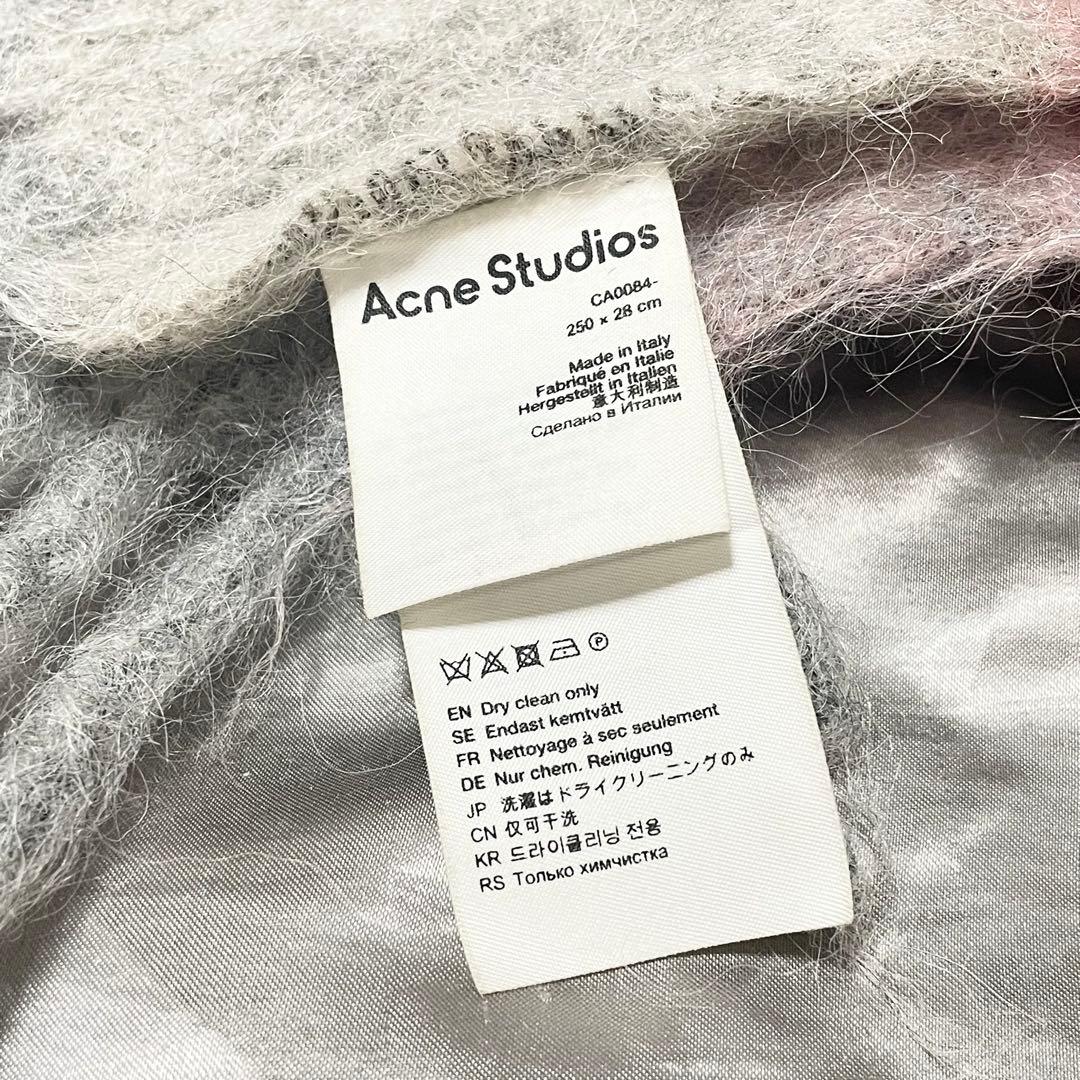 Acne Studios
CA0084-
250 x 28 cm
Made in Italy
Fabriqué en Italie
Hergestellt in Italien
意大利制造
Сделано в Италии
P
EN Dry clean only
SE Endast kemtvätt
FR Nettoyage à sec seulement
DE Nur chem. Reinigung
JP 洗濯はドライクリーニングのみ
CN 仅可干洗
KR 드라이클리닝 전용
RS Только химчистка